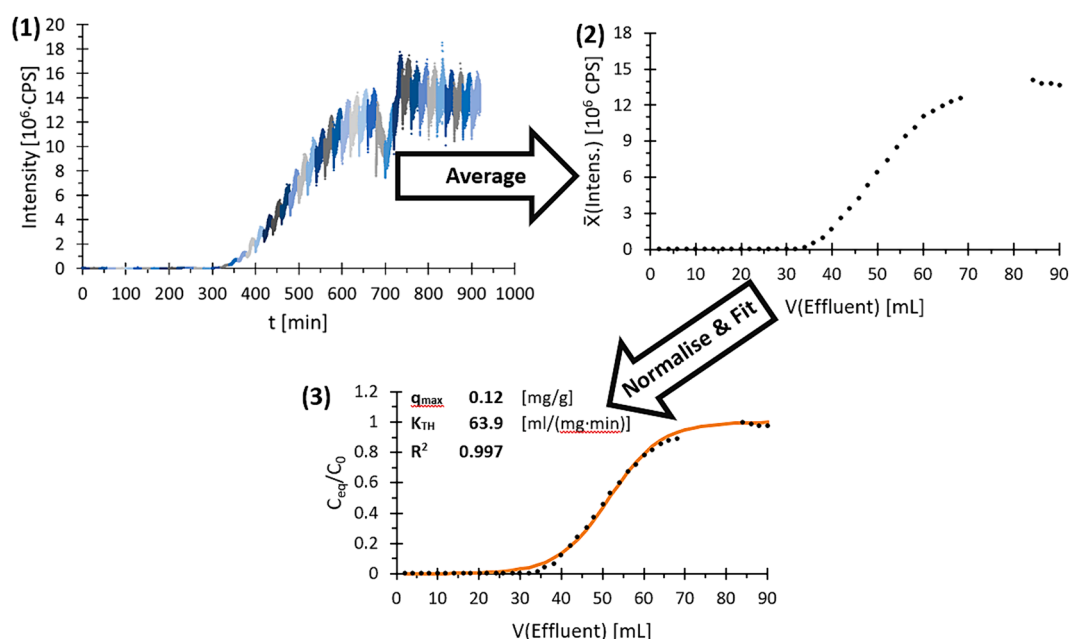 (1)
Intensity [10⁶·CPS]
20
18
16
14
12
10
8
6
4
2
0
0 100 200 300 400 500 600 700 800 900 1000
t [min]
Average
(2)
X̄(Intens.) [10⁶ CPS]
18
15
12
9
6
3
0
0 10 20 30 40 50 60 70 80 90
V(Effluent) [mL]
Normalise & Fit
(3)
C_eq/C_0
1.2
1
0.8
0.6
0.4
0.2
0
q_max 0.12 [mg/g]
K_TH 63.9 [ml/(mg·min)]
R² 0.997
0 10 20 30 40 50 60 70 80 90
V(Effluent) [mL]